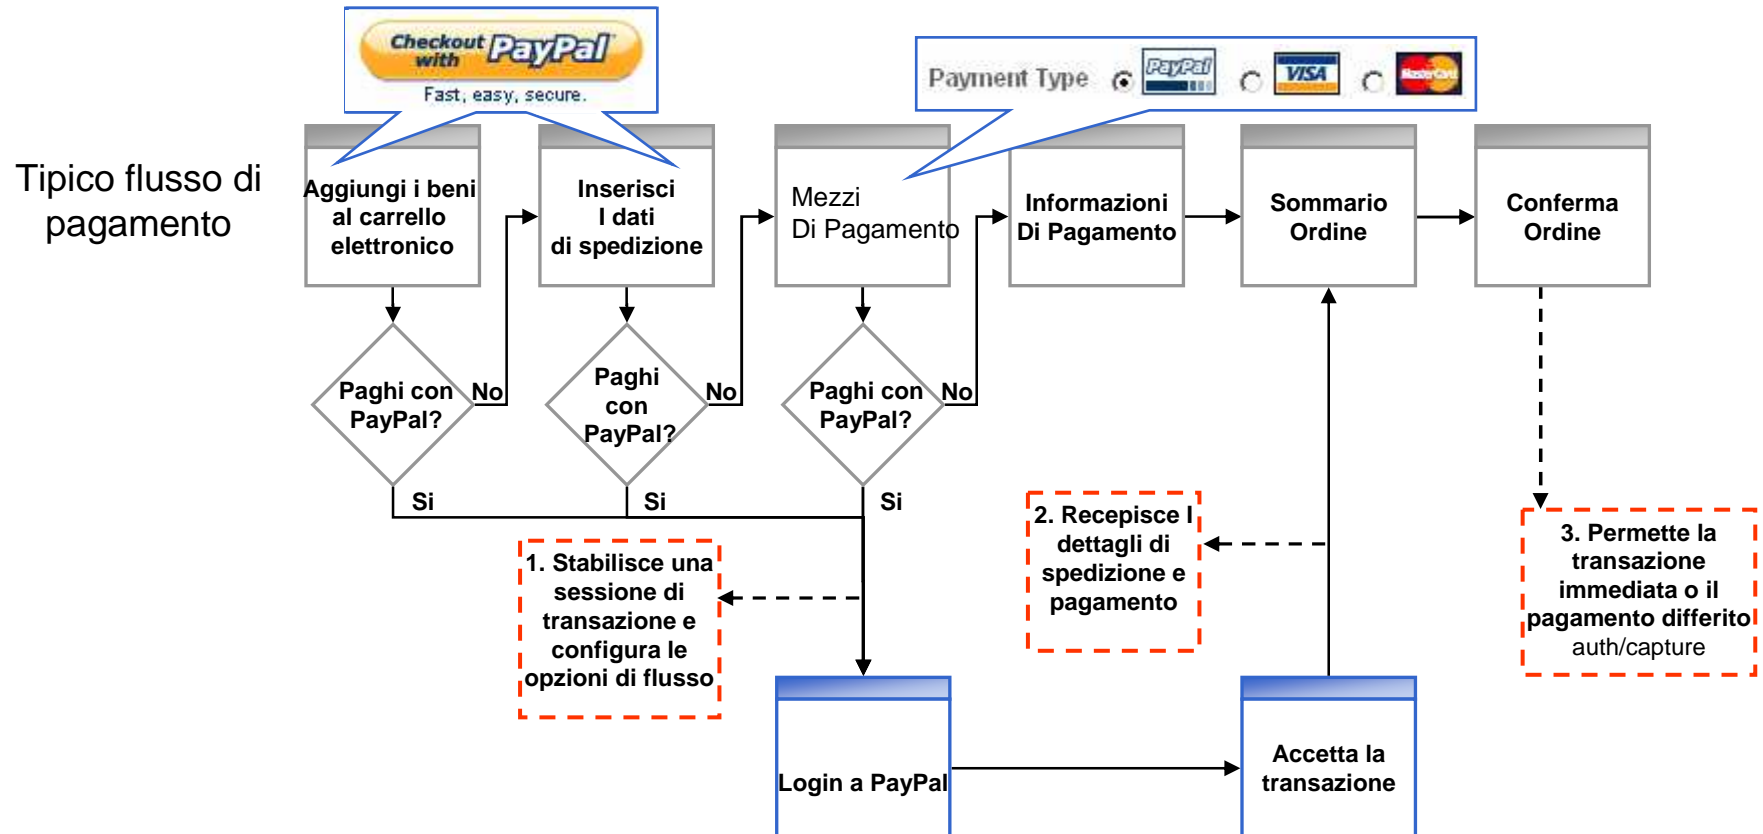 Checkout with PayPal
Fast, easy, secure.
Payment Type PayPal VISA MasterCard
Tipico flusso di
pagamento
Aggiungi i beni
al carrello
elettronico
Inserisci
I dati
di spedizione
Mezzi
Di Pagamento
Informazioni
Di Pagamento
Sommario
Ordine
Conferma
Ordine
Paghi con
PayPal?
No
Paghi
con
PayPal?
No
Paghi con
PayPal?
No
Si
Si
Si
1. Stabilisce una
sessione di
transazione e
configura le
opzioni di flusso
2. Recepisce I
dettagli di
spedizione e
pagamento
3. Permette la
transazione
immediata o il
pagamento differito
auth/capture
Login a PayPal
Accetta la
transazione